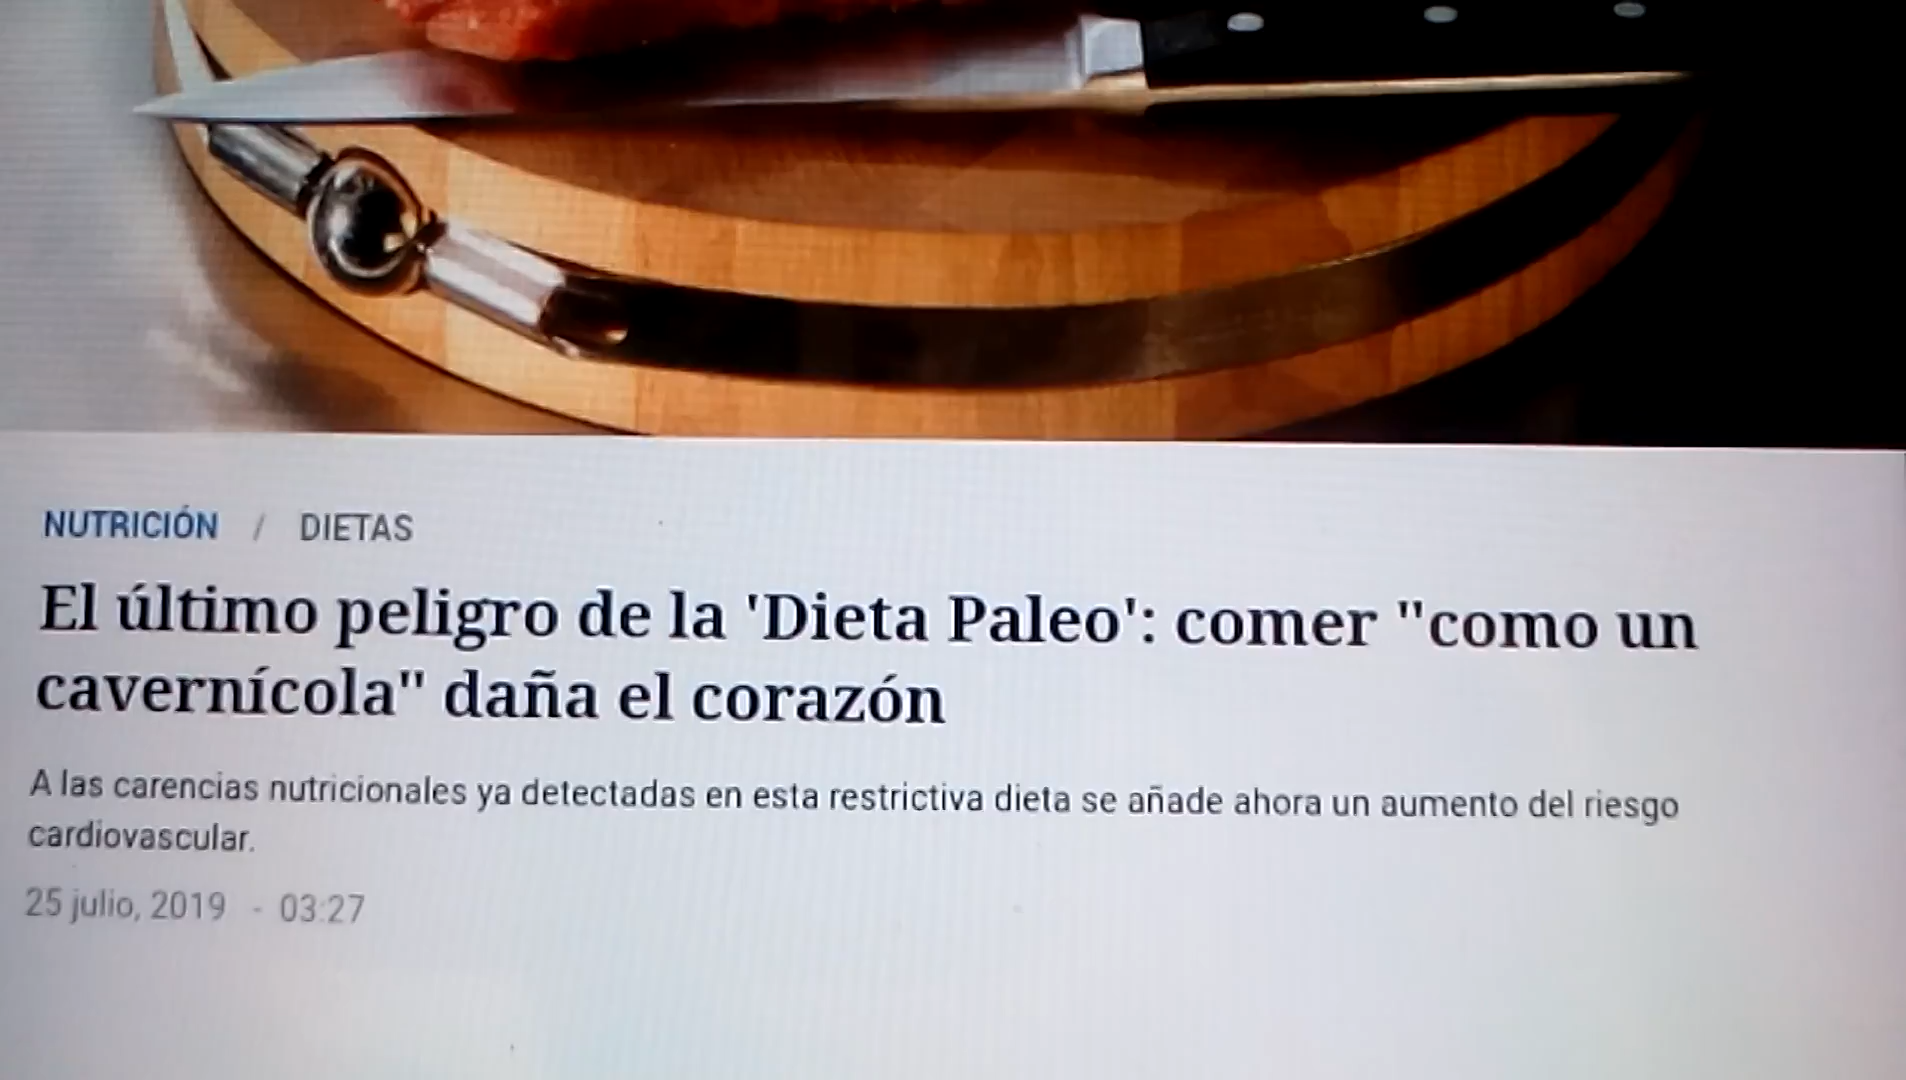 NUTRICIÓN / DIETAS
El último peligro de la 'Dieta Paleo': comer "como un
cavernícola" daña el corazón
A las carencias nutricionales ya detectadas en esta restrictiva dieta se añade ahora un aumento del riesgo
cardiovascular.
25 julio, 2019 - 03:27